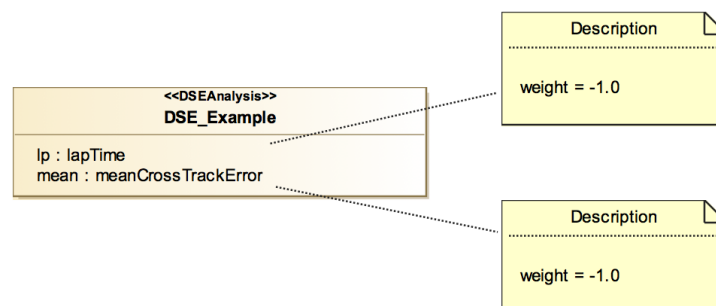 Description
weight = -1.0
<<DSEAnalysis>>
DSE_Example
lp : lapTime
mean : meanCrossTrackError
Description
weight = -1.0